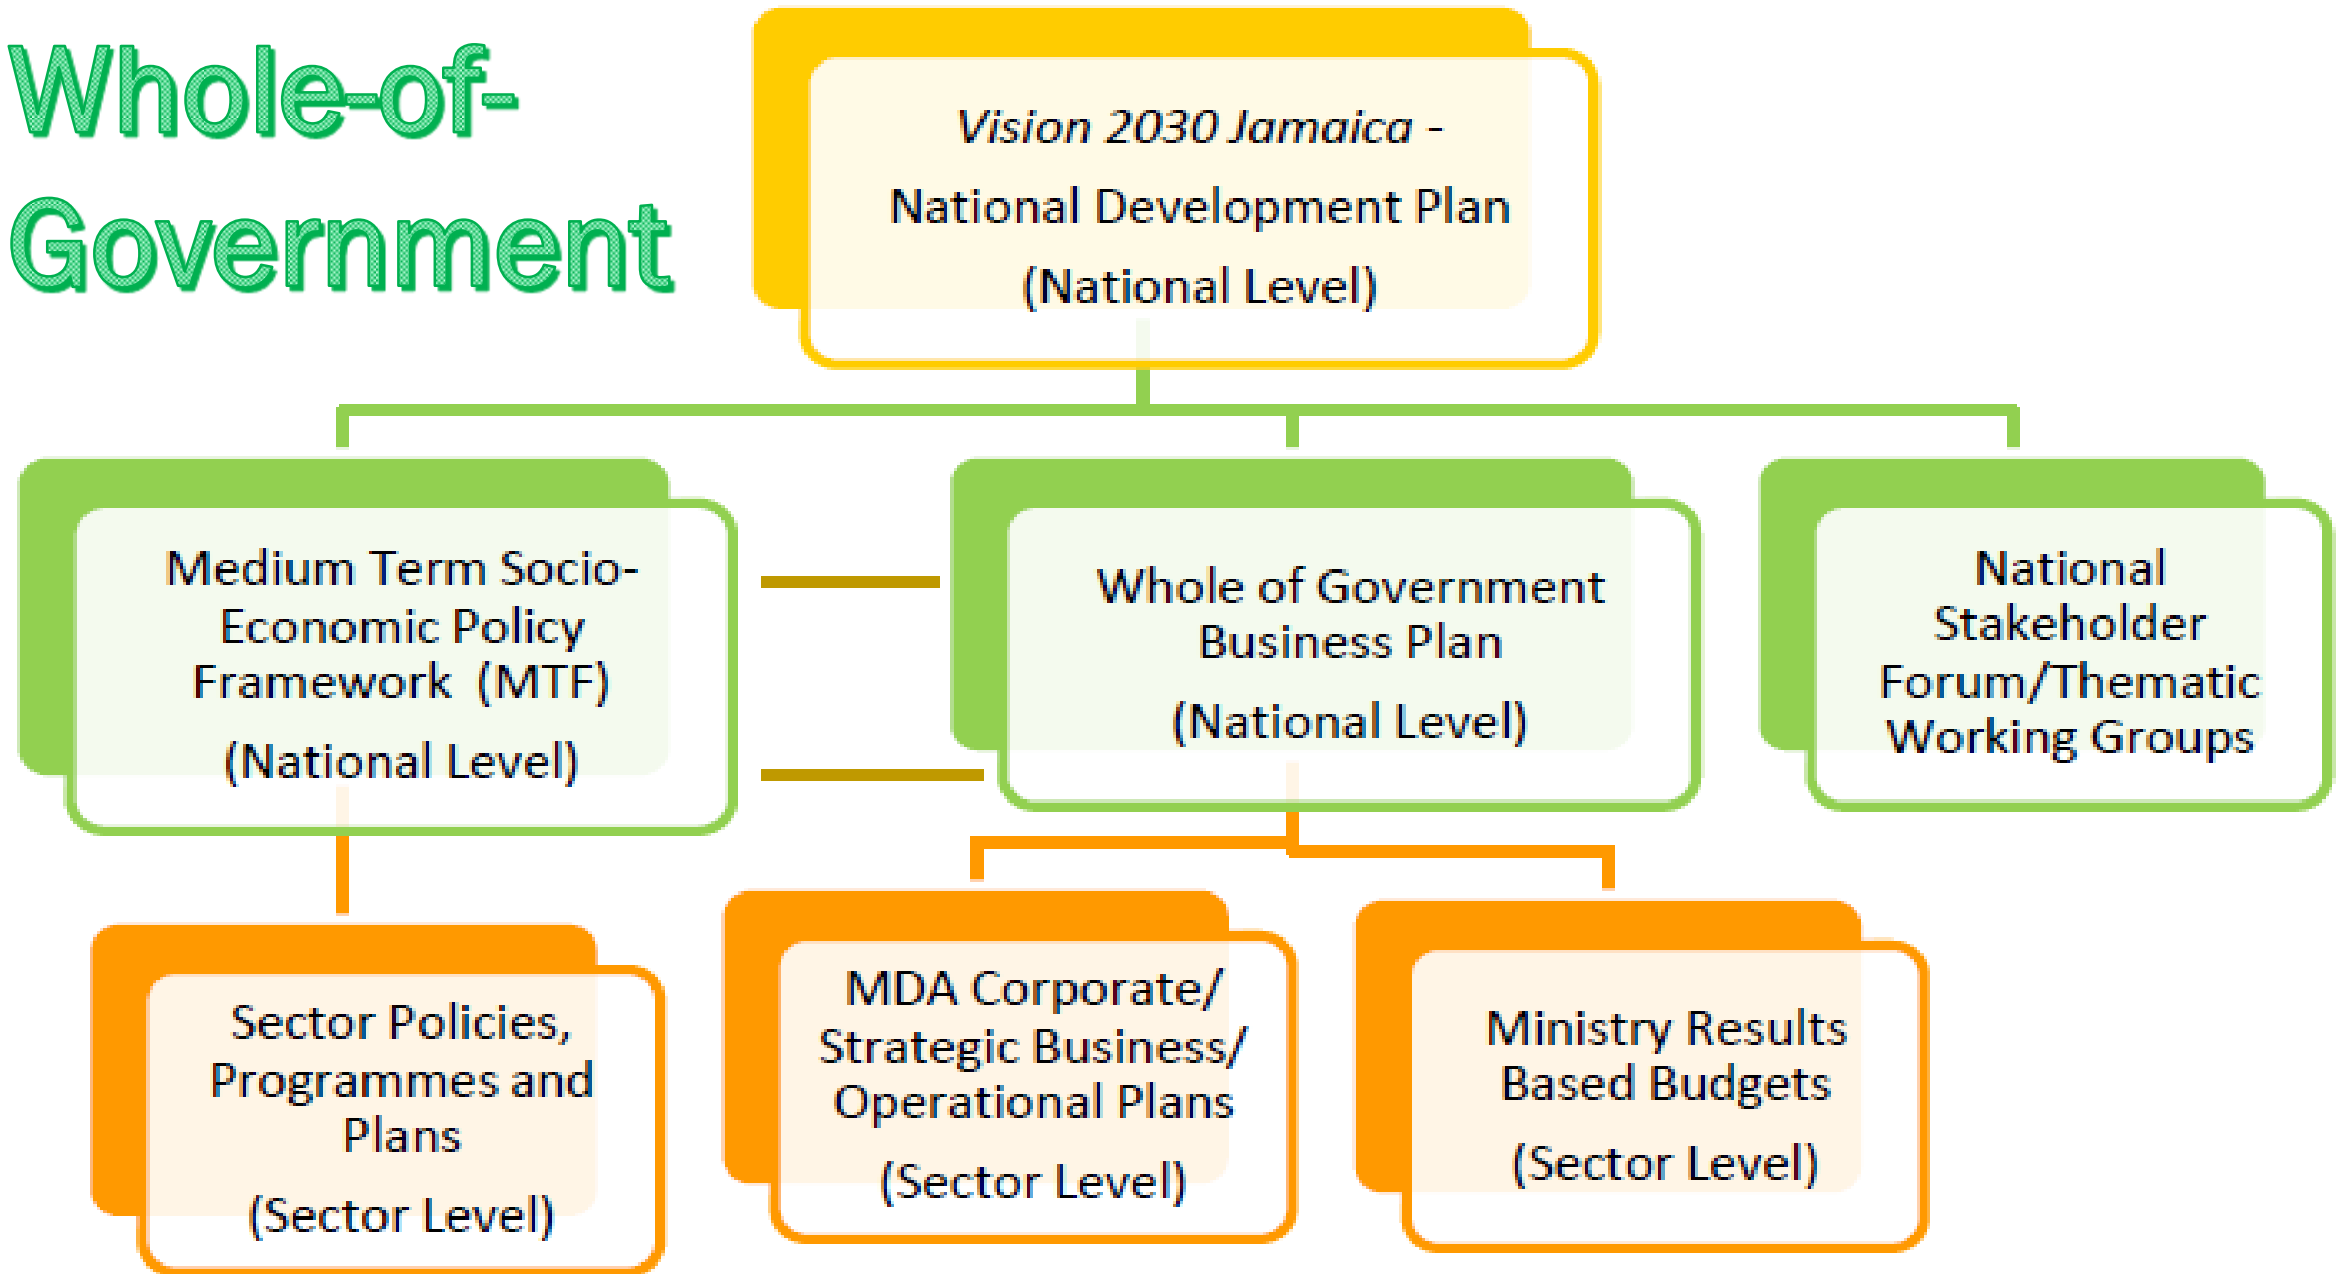 Whole-of-
Government
Vision 2030 Jamaica -
National Development Plan
(National Level)
Medium Term Socio-
Economic Policy
Framework (MTF)
(National Level)
Whole of Government
Business Plan
(National Level)
National
Stakeholder
Forum/Thematic
Working Groups
Sector Policies,
Programmes and
Plans
(Sector Level)
MDA Corporate/
Strategic Business/
Operational Plans
(Sector Level)
Ministry Results
Based Budgets
(Sector Level)